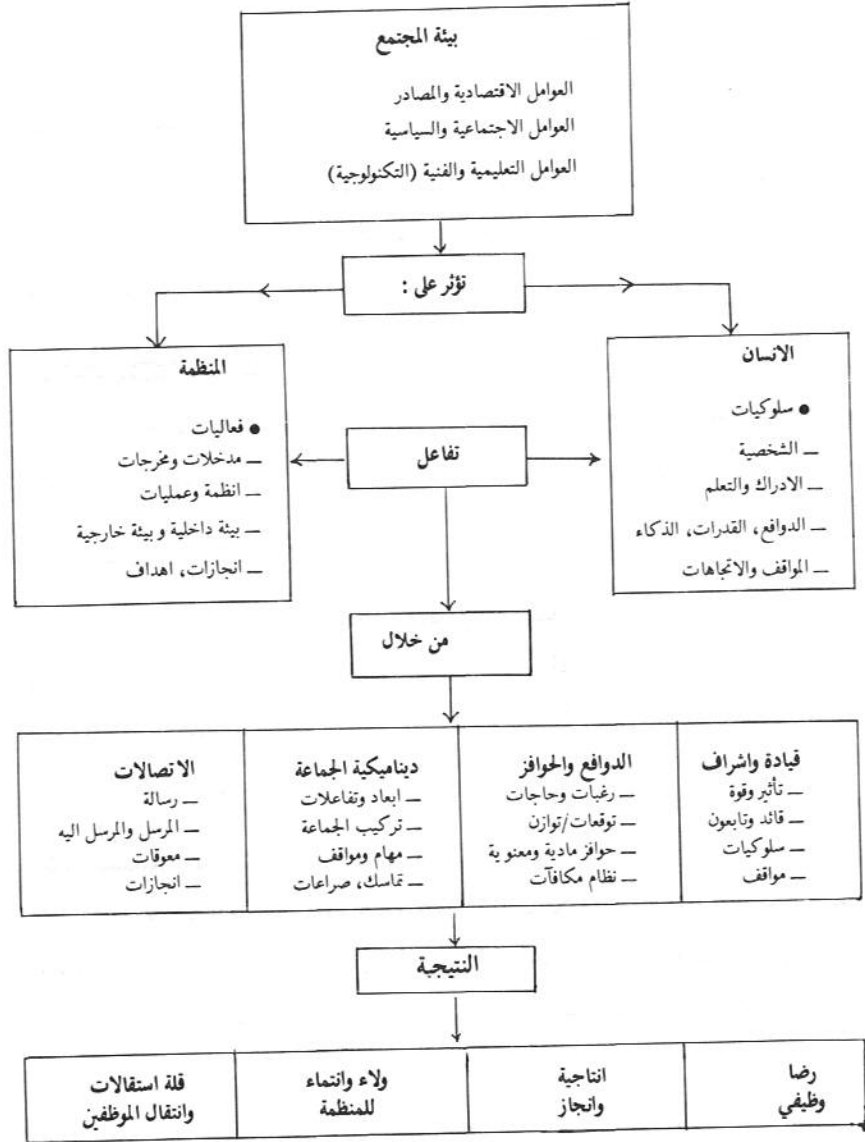 بيئة المجتمع
العوامل الاقتصادية والمصادر
العوامل الاجتماعية والسياسية
العوامل التعليمية والفنية (التكنولوجية)
تؤثر على :
الانسان
● سلوكيات
ـ الشخصية
ـ الادراك والتعلم
ـ الدوافع، القدرات، الذكاء
ـ المواقف والاتجاهات
تفاعل
المنظمة
● فعاليات
ـ مدخلات ومخرجات
ـ انظمة وعمليات
ـ بيئة داخلية وبيئة خارجية
ـ انجازات، اهداف
من خلال
قيادة واشراف
ـ تأثير وقوة
ـ قائد وتابعون
ـ سلوكيات
ـ مواقف
الدوافع والحوافز
ـ رغبات وحاجات
ـ توقعات/توازن
ـ حوافز مادية ومعنوية
ـ نظام مكافآت
ديناميكية الجماعة
ـ ابعاد وتفاعلات
ـ تركيب الجماعة
ـ مهام ومواقف
ـ تماسك، صراعات
الاتصالات
ـ رسالة
ـ المرسل والمرسل اليه
ـ معوقات
ـ انجازات
النتيجة
رضا
وظيفي
انتاجية
وانجاز
ولاء وانتماء
للمنظمة
قلة استقالات
وانتقال الموظفين